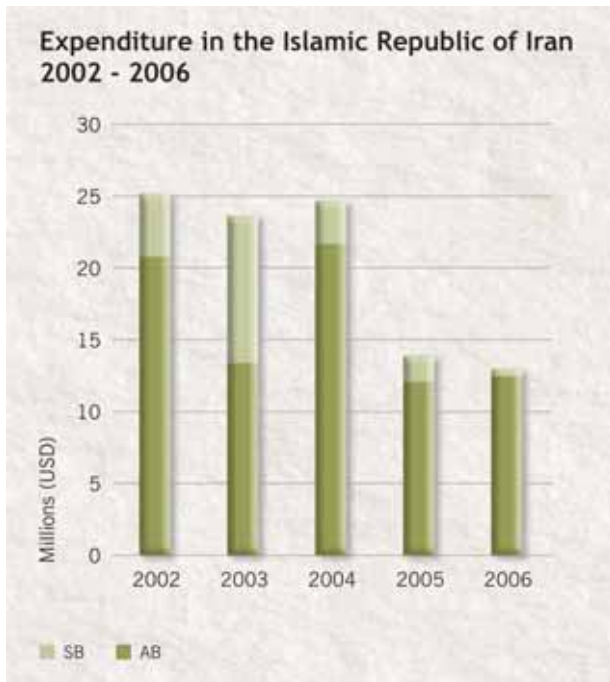 Expenditure in the Islamic Republic of Iran
2002 - 2006
30
25
20
15
10
5
0
Millions (USD)
2002 2003 2004 2005 2006
SB AB